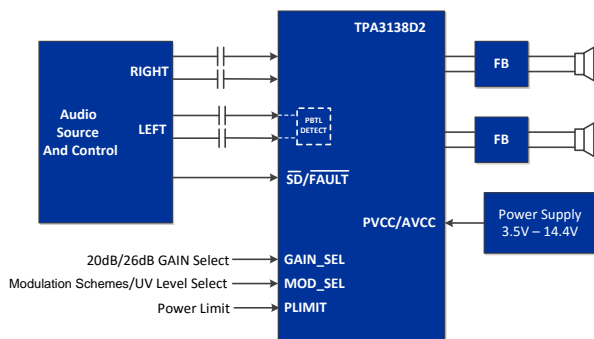 TPA3138D2
RIGHT
FB
Audio
Source
And Control
LEFT
PBTL
DETECT
FB
SD/FAULT
PVCC/AVCC
Power Supply
3.5V – 14.4V
20dB/26dB GAIN Select
GAIN_SEL
Modulation Schemes/UV Level Select
MOD_SEL
Power Limit
PLIMIT